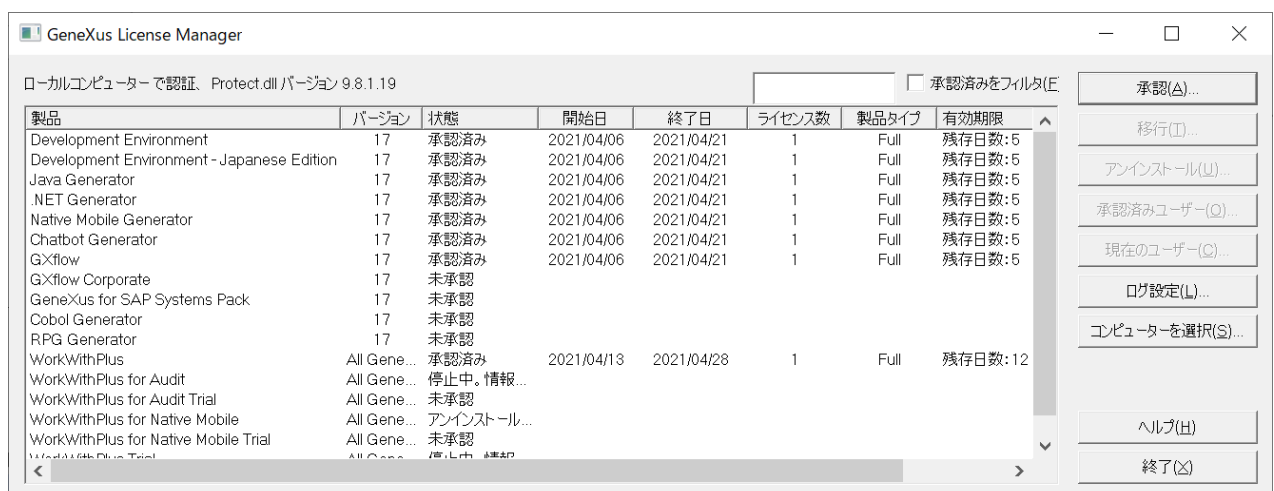 GeneXus License Manager
ローカルコンピューター で認証、 Protect.dll バージョン 9.8.1.19
承認済みをフィルタ(F
製品 バージョン 状態 開始日 終了日 ライセンス数 製品タイプ 有効期限
Development Environment 17 承認済み 2021/04/06 2021/04/21 1 Full 残存日数:5
Development Environment - Japanese Edition 17 承認済み 2021/04/06 2021/04/21 1 Full 残存日数:5
Java Generator 17 承認済み 2021/04/06 2021/04/21 1 Full 残存日数:5
.NET Generator 17 承認済み 2021/04/06 2021/04/21 1 Full 残存日数:5
Native Mobile Generator 17 承認済み 2021/04/06 2021/04/21 1 Full 残存日数:5
Chatbot Generator 17 承認済み 2021/04/06 2021/04/21 1 Full 残存日数:5
GXflow 17 承認済み 2021/04/06 2021/04/21 1 Full 残存日数:5
GXflow Corporate 17 未承認
GeneXus for SAP Systems Pack 17 未承認
Cobol Generator 17 未承認
RPG Generator 17 未承認
WorkWithPlus All Gene... 承認済み 2021/04/13 2021/04/28 1 Full 残存日数:12
WorkWithPlus for Audit All Gene... 停止中。情報...
WorkWithPlus for Audit Trial All Gene... 未承認
WorkWithPlus for Native Mobile All Gene... アンインストール...
WorkWithPlus for Native Mobile Trial All Gene... 未承認
承認(A)...
移行(T)...
アンインストール(U)...
承認済みユーザー(O)...
現在のユーザー(C)...
ログ設定(L)...
コンピューターを選択(S)...
ヘルプ(H)
終了(X)